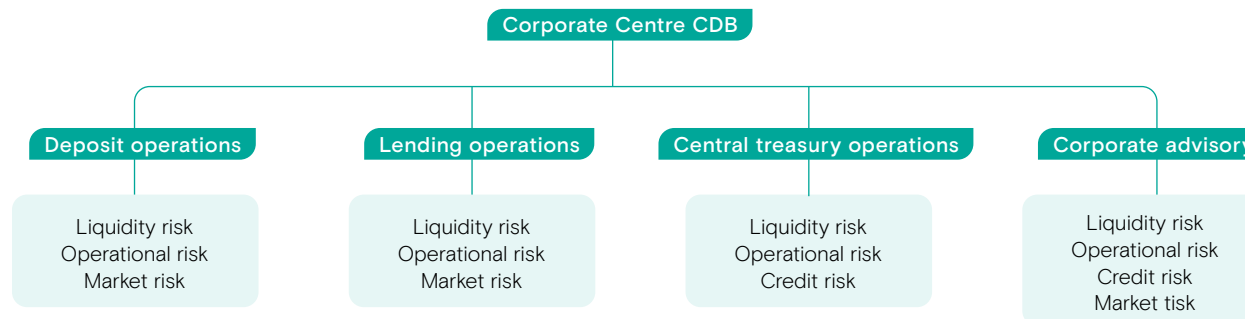 Corporate Centre CDB
Deposit operations
Lending operations
Central treasury operations
Corporate advisory
Liquidity risk
Operational risk
Market risk
Liquidity risk
Operational risk
Market risk
Liquidity risk
Operational risk
Credit risk
Liquidity risk
Operational risk
Credit risk
Market tisk